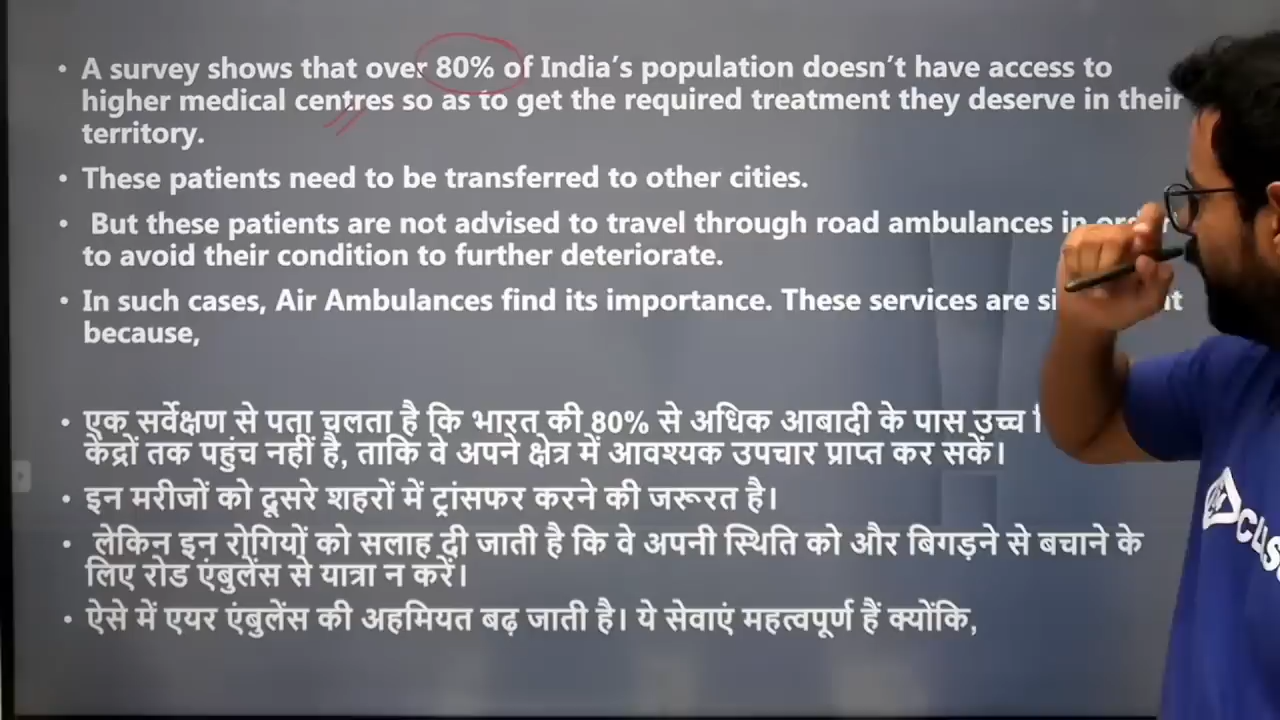 • A survey shows that over 80% of India's population doesn't have access to
higher medical centres so as to get the required treatment they deserve in their
territory.
• These patients need to be transferred to other cities.
• But these patients are not advised to travel through road ambulances in
to avoid their condition to further deteriorate.
• In such cases, Air Ambulances find its importance. These services are
because,
• एक सर्वेक्षण से पता चलता है कि भारत की 80% से अधिक आबादी के पास उच्च
केंद्रों तक पहुंच नहीं है, ताकि वे अपने क्षेत्र में आवश्यक उपचार प्राप्त कर सकें।
• इन मरीजों को दूसरे शहरों में ट्रांसफर करने की जरूरत है।
• लेकिन इन रोगियों को सलाह दी जाती है कि वे अपनी स्थिति को और बिगड़ने से बचाने के
लिए रोड एंबुलेंस से यात्रा न करें।
• ऐसे में एयर एंबुलेंस की अहमियत बढ़ जाती है। ये सेवाएं महत्वपूर्ण हैं क्योंकि,